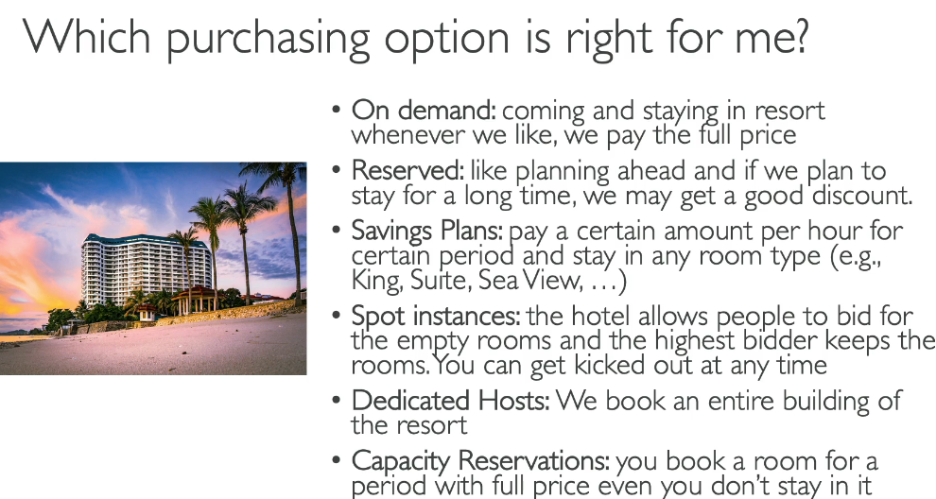 Which purchasing option is right for me?
• On demand: coming and staying in resort
whenever we like, we pay the full price
• Reserved: like planning ahead and if we plan to
stay for a long time, we may get a good discount.
• Savings Plans: pay a certain amount per hour for
certain period and stay in any room type (e.g.,
King, Suite, Sea View, …)
• Spot instances: the hotel allows people to bid for
the empty rooms and the highest bidder keeps the
rooms. You can get kicked out at any time
• Dedicated Hosts: We book an entire building of
the resort
• Capacity Reservations: you book a room for a
period with full price even you don't stay in it